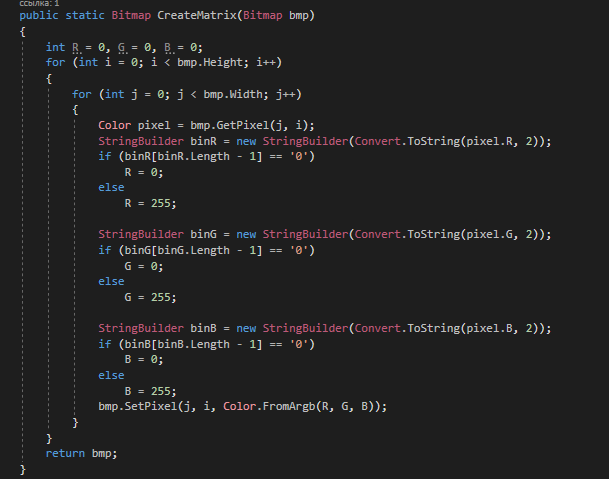 ссылка: 1
public static Bitmap CreateMatrix(Bitmap bmp)
{
    int R = 0, G = 0, B = 0;
    for (int i = 0; i < bmp.Height; i++)
    {
        for (int j = 0; j < bmp.Width; j++)
        {
            Color pixel = bmp.GetPixel(j, i);
            StringBuilder binR = new StringBuilder(Convert.ToString(pixel.R, 2));
            if (binR[binR.Length - 1] == '0')
                R = 0;
            else
                R = 255;

            StringBuilder binG = new StringBuilder(Convert.ToString(pixel.G, 2));
            if (binG[binG.Length - 1] == '0')
                G = 0;
            else
                G = 255;

            StringBuilder binB = new StringBuilder(Convert.ToString(pixel.B, 2));
            if (binB[binB.Length - 1] == '0')
                B = 0;
            else
                B = 255;
            bmp.SetPixel(j, i, Color.FromArgb(R, G, B));
        }
    }
    return bmp;
}